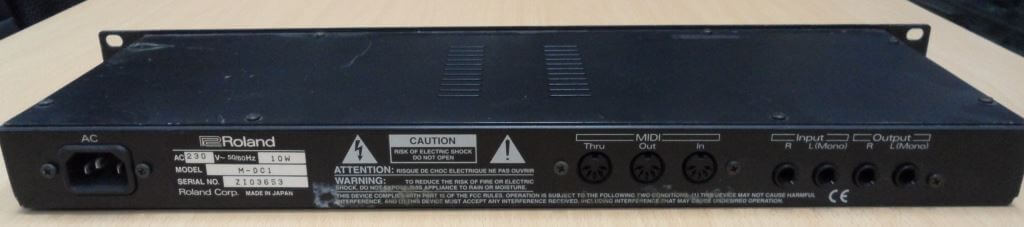 AC
Roland
AC 230 V~ 50/60Hz 10W
MODEL M-DC1
SERIAL NO. ZI03653
Roland Corp. MADE IN JAPAN
CAUTION
RISK OF ELECTRIC SHOCK
DO NOT OPEN
ATTENTION: RISQUE DE CHOC ELECTRIQUE NE PAS OUVRIR
WARNING: TO REDUCE THE RISK OF FIRE OR ELECTRIC
SHOCK, DO NOT EXPOSE THIS APPLIANCE TO RAIN OR MOISTURE.
THIS DEVICE COMPLIES WITH PART 15 OF THE FCC RULES. OPERATION IS SUBJECT TO THE FOLLOWING TWO CONDITIONS: (1) THIS DEVICE MAY NOT CAUSE HARMFUL
INTERFERENCE, AND (2) THIS DEVICE MUST ACCEPT ANY INTERFERENCE RECEIVED, INCLUDING INTERFERENCE THAT MAY CAUSE UNDESIRED OPERATION.
MIDI
Thru Out In
Input Output
R L(Mono) R L(Mono)
CE